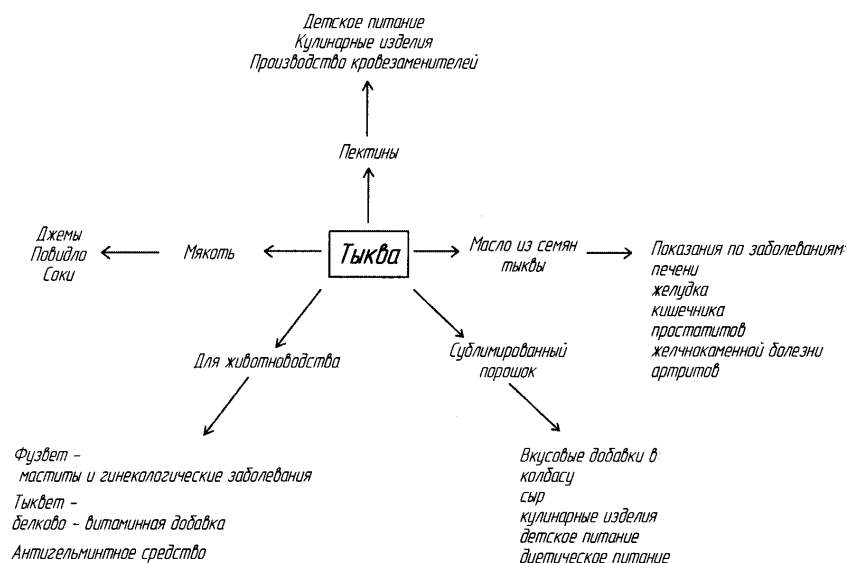 Детское питание
Кулинарные изделия
Производство кровезаменителей
Пектины
Джемы
Повидло
Соки
Мякоть
Тыква
Масло из семян
тыквы
Показания по заболеваниям:
печени
желудка
кишечника
простатитов
желчнокаменной болезни
артритов
Для животноводства
Сублимированный
порошок
Фузвет –
маститы и гинекологические заболевания
Тыквет –
белково – витаминная добавка
Антигельминтное средство
Вкусовые добавки в:
колбасу
сыр
кулинарные изделия
детское питание
диетическое питание